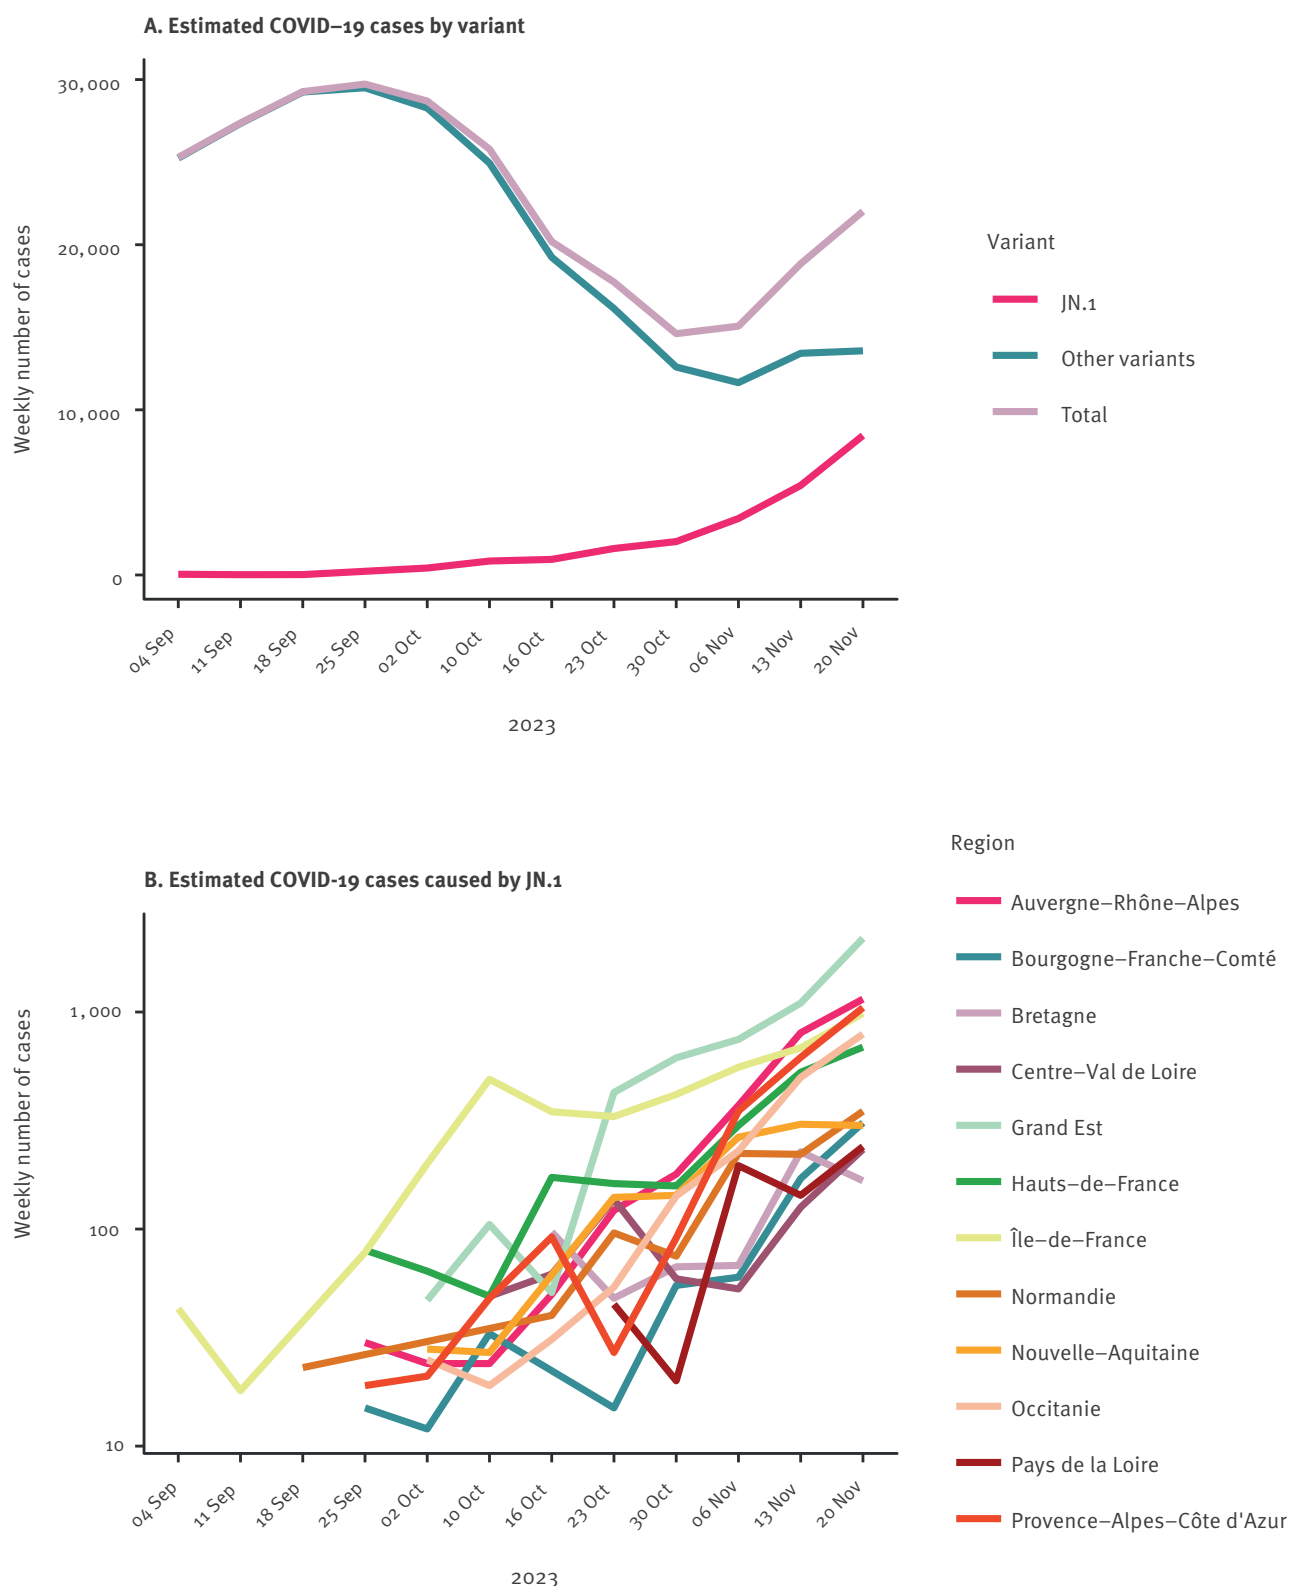 A. Estimated COVID–19 cases by variant
Weekly number of cases
30,000
20,000
10,000
0
04 Sep
11 Sep
18 Sep
25 Sep
02 Oct
10 Oct
16 Oct
23 Oct
30 Oct
06 Nov
13 Nov
20 Nov
2023
Variant
JN.1
Other variants
Total
B. Estimated COVID-19 cases caused by JN.1
Weekly number of cases
1,000
100
10
04 Sep
11 Sep
18 Sep
25 Sep
02 Oct
10 Oct
16 Oct
23 Oct
30 Oct
06 Nov
13 Nov
20 Nov
2023
Region
Auvergne–Rhône–Alpes
Bourgogne–Franche–Comté
Bretagne
Centre–Val de Loire
Grand Est
Hauts–de–France
Île–de–France
Normandie
Nouvelle–Aquitaine
Occitanie
Pays de la Loire
Provence–Alpes–Côte d'Azur